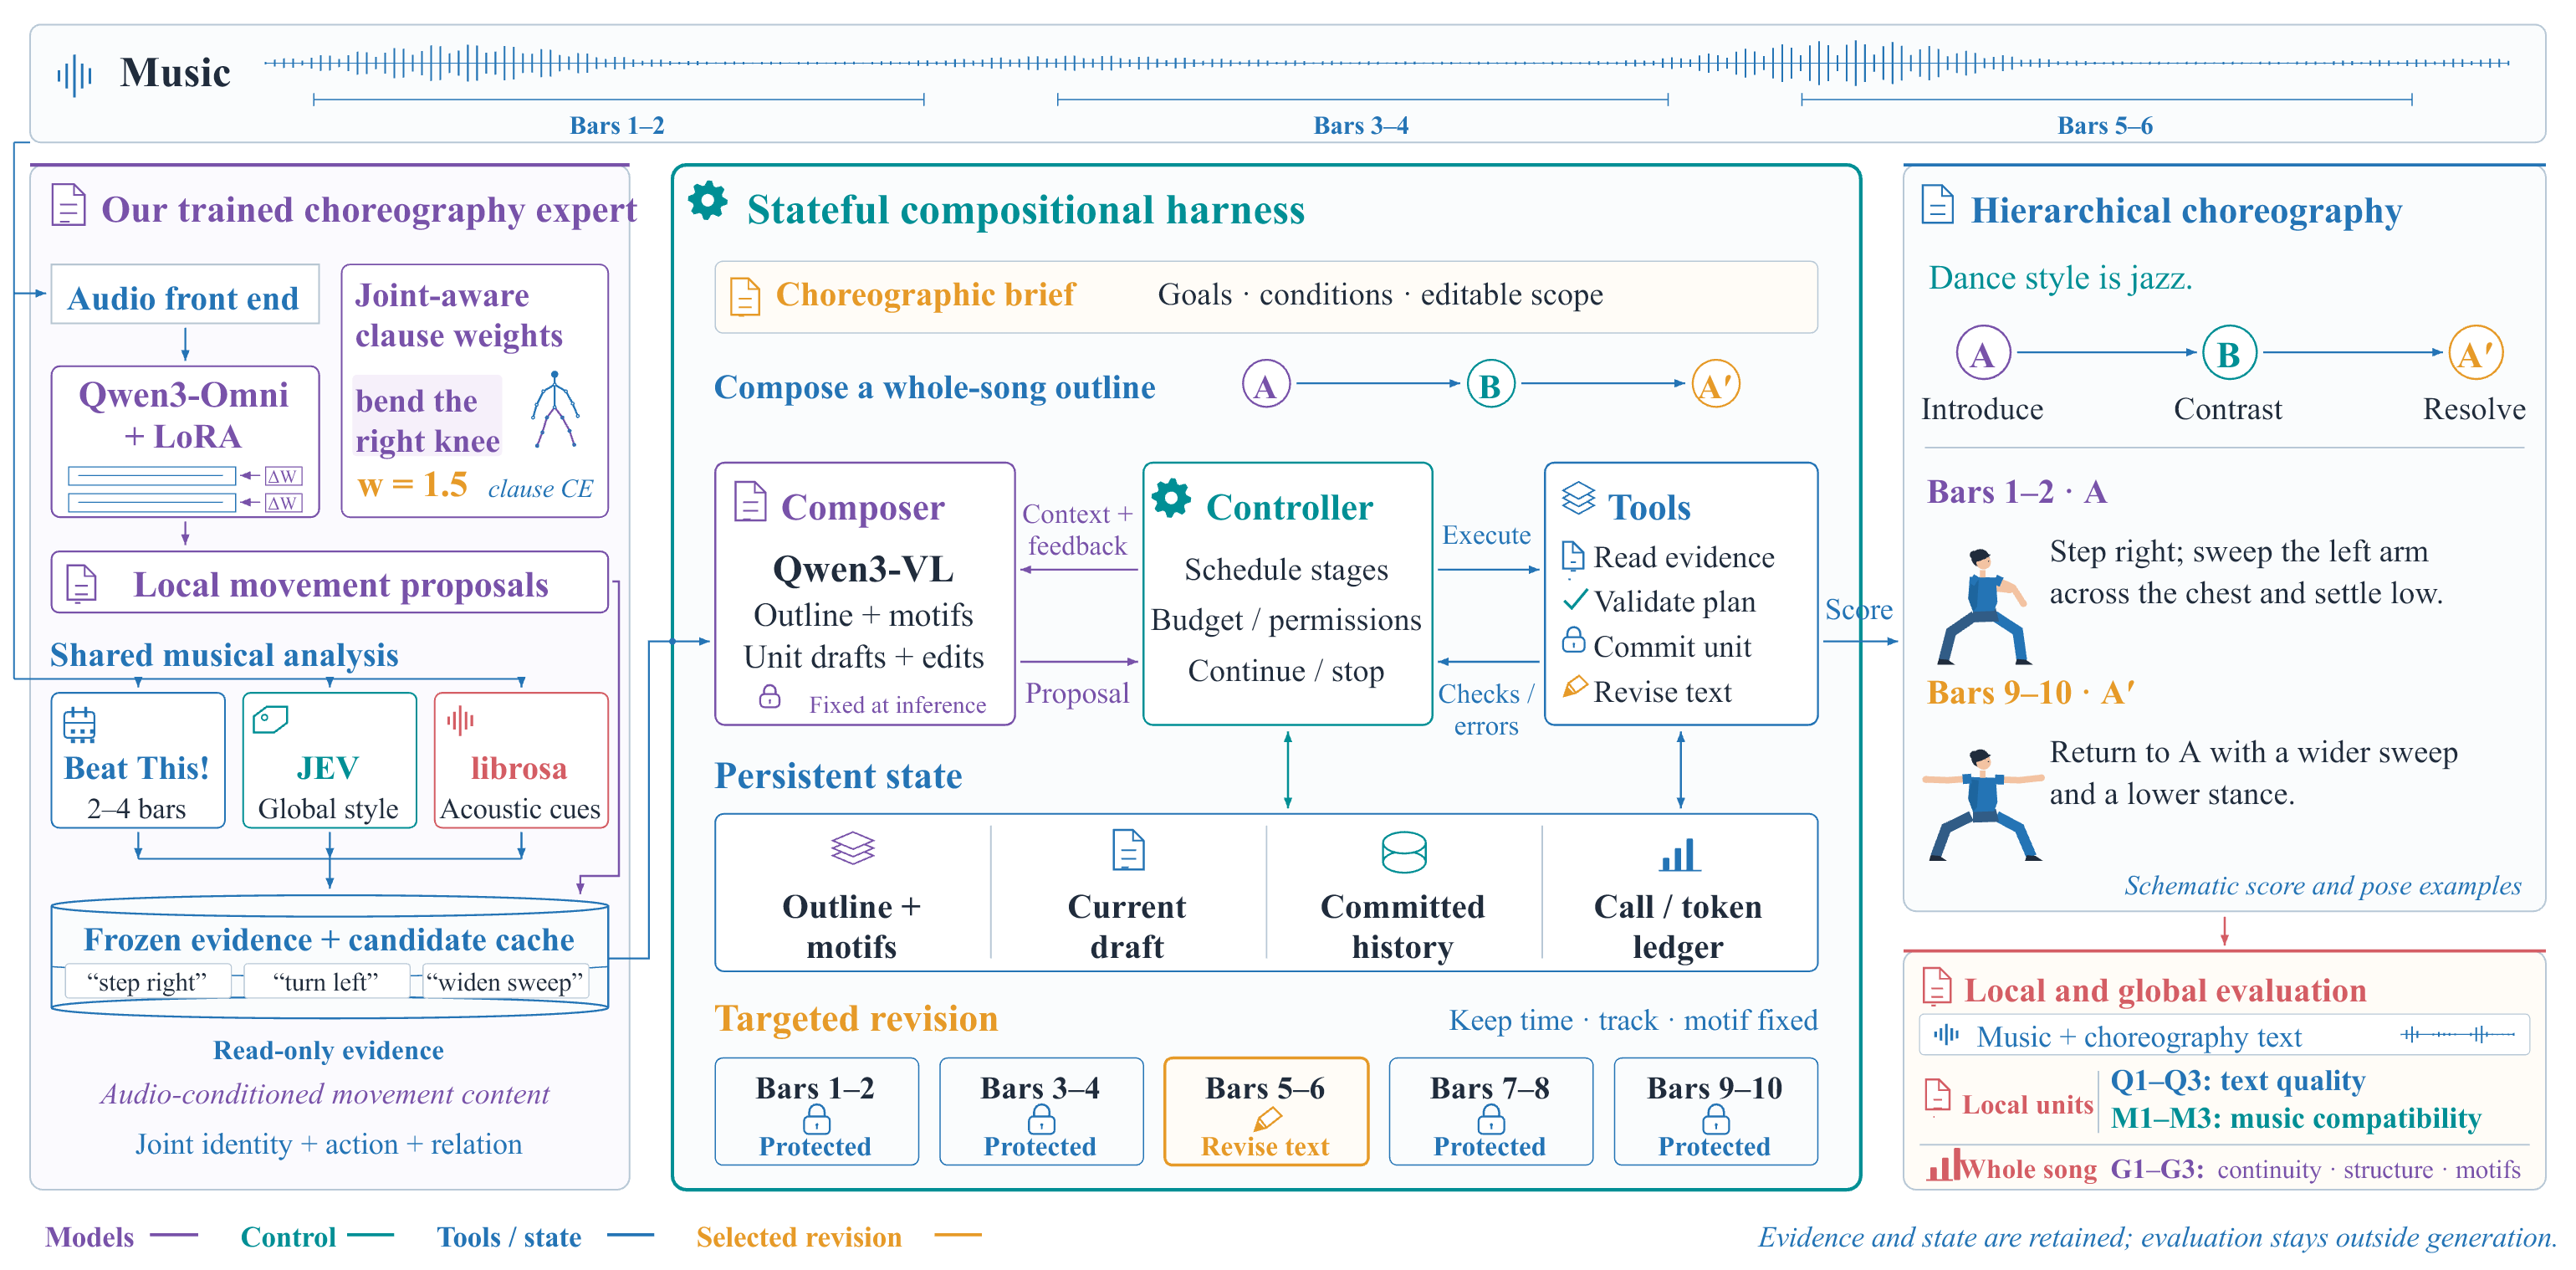 Music
Bars 1–2
Bars 3–4
Bars 5–6
Our trained choreography expert
Audio front end
Qwen3-Omni
+ LoRA
ΔW
ΔW
Joint-aware
clause weights
bend the
right knee
w = 1.5 clause CE
Local movement proposals
Shared musical analysis
Beat This!
2–4 bars
JEV
Global style
librosa
Acoustic cues
Frozen evidence + candidate cache
“step right” “turn left” “widen sweep”
Read-only evidence
Audio-conditioned movement content
Joint identity + action + relation
Stateful compositional harness
Choreographic brief Goals · conditions · editable scope
Compose a whole-song outline A B A′
Composer
Qwen3-VL
Outline + motifs
Unit drafts + edits
Fixed at inference
Context +
feedback
Proposal
Controller
Schedule stages
Budget / permissions
Continue / stop
Execute
Checks /
errors
Tools
Read evidence
Validate plan
Commit unit
Revise text
Score
Persistent state
Outline +
motifs
Current
draft
Committed
history
Call / token
ledger
Targeted revision Keep time · track · motif fixed
Bars 1–2
Protected
Bars 3–4
Protected
Bars 5–6
Revise text
Bars 7–8
Protected
Bars 9–10
Protected
Hierarchical choreography
Dance style is jazz.
A B A′
Introduce Contrast Resolve
Bars 1–2 · A
Step right; sweep the left arm
across the chest and settle low.
Bars 9–10 · A′
Return to A with a wider sweep
and a lower stance.
Schematic score and pose examples
Local and global evaluation
Music + choreography text
Local units
Q1–Q3: text quality
M1–M3: music compatibility
Whole song G1–G3: continuity · structure · motifs
Models Control Tools / state Selected revision
Evidence and state are retained; evaluation stays outside generation.